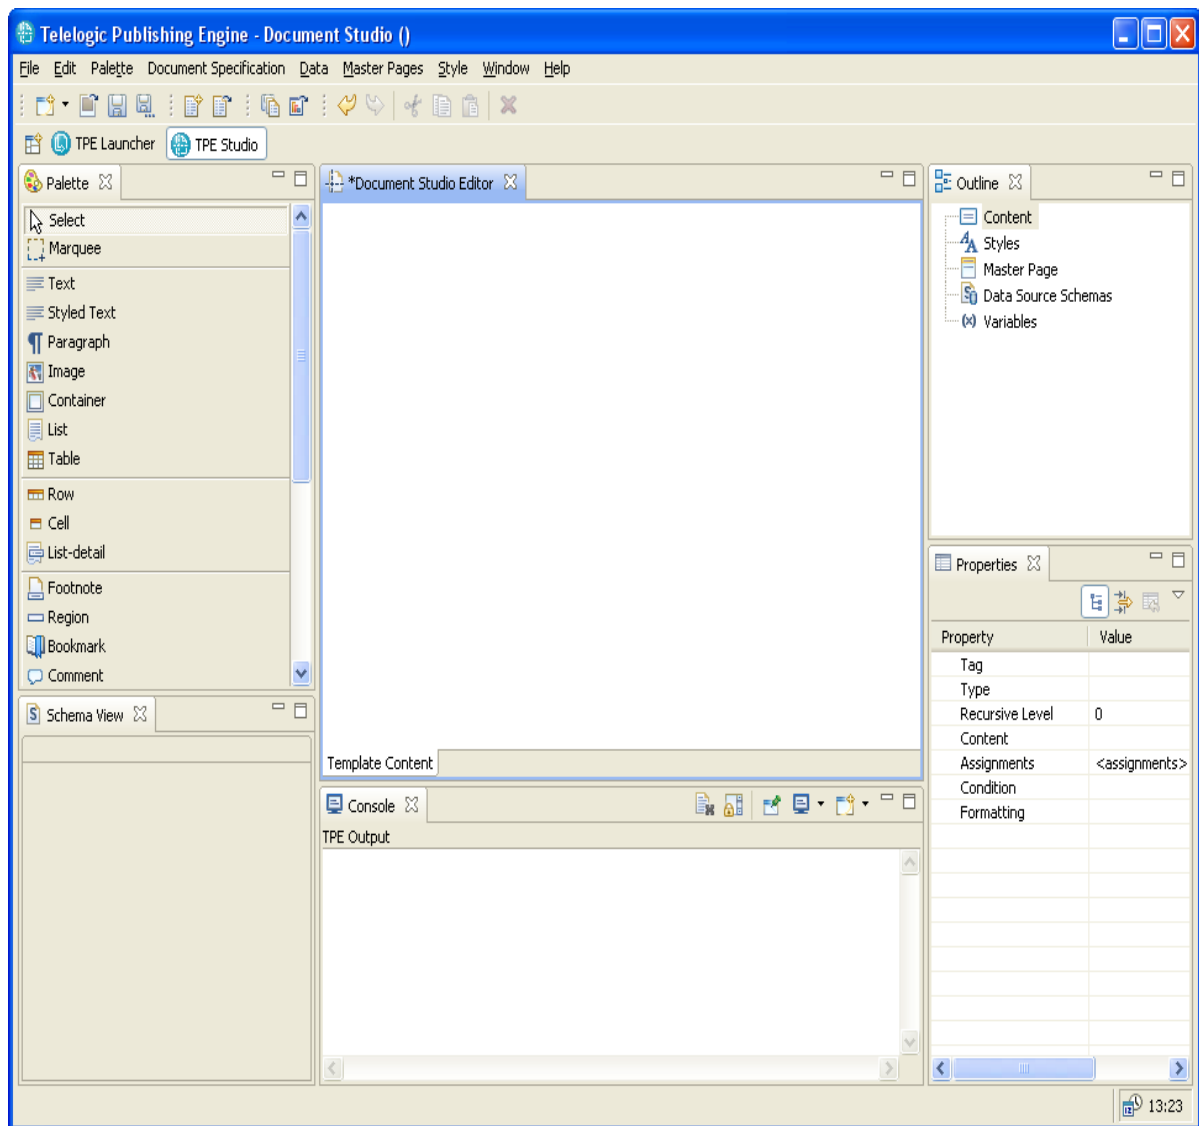 Telelogic Publishing Engine - Document Studio ()
File Edit Palette Document Specification Data Master Pages Style Window Help
TPE Launcher TPE Studio
Palette
Select
Marquee
Text
Styled Text
Paragraph
Image
Container
List
Table
Row
Cell
List-detail
Footnote
Region
Bookmark
Comment
Schema View
*Document Studio Editor
Template Content
Console
TPE Output
Outline
Content
Styles
Master Page
Data Source Schemas
(x) Variables
Properties
Property Value
Tag
Type
Recursive Level 0
Content
Assignments <assignments>
Condition
Formatting
13:23